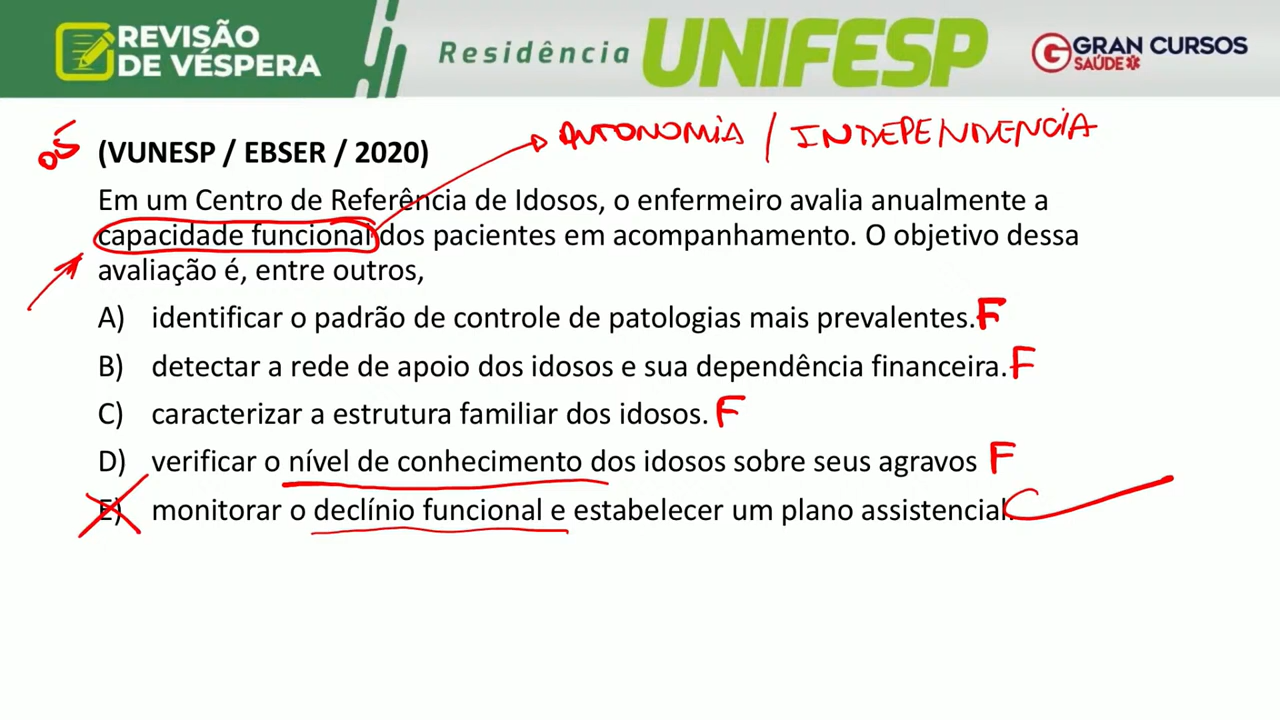 REVISÃO
DE VÉSPERA
Residência UNIFESP
GRAN CURSOS
SAÚDE
05 (VUNESP / EBSER / 2020)
AUTONOMIA / INDEPENDENCIA
Em um Centro de Referência de Idosos, o enfermeiro avalia anualmente a
capacidade funcional dos pacientes em acompanhamento. O objetivo dessa
avaliação é, entre outros,
A) identificar o padrão de controle de patologias mais prevalentes. F
B) detectar a rede de apoio dos idosos e sua dependência financeira. F
C) caracterizar a estrutura familiar dos idosos. F
D) verificar o nível de conhecimento dos idosos sobre seus agravos F
E) monitorar o declínio funcional e estabelecer um plano assistencial.